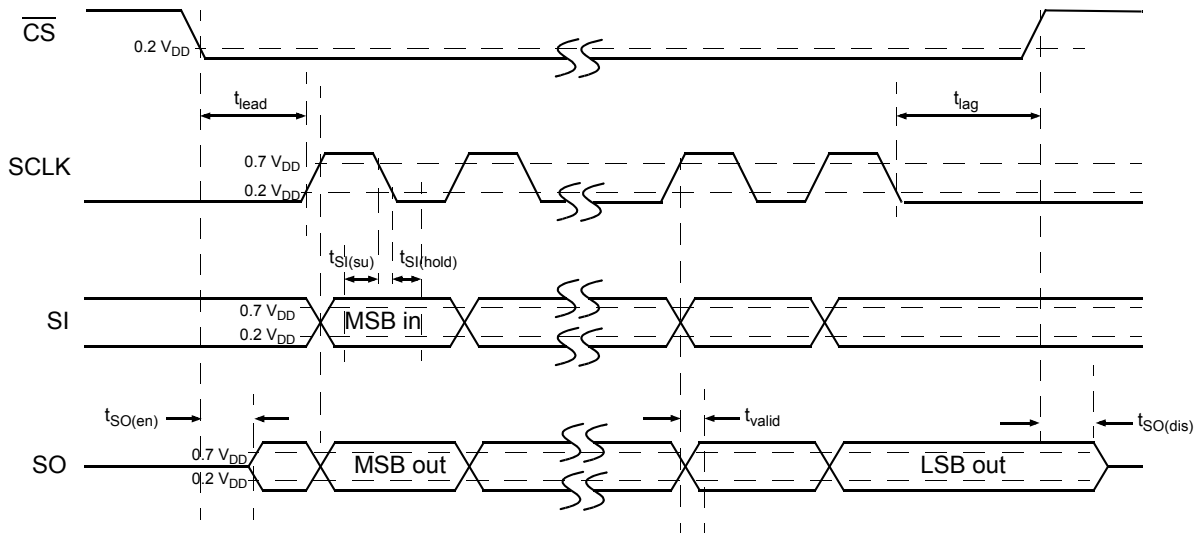 CS
0.2 VDD
tlead
tlag
SCLK
0.7 VDD
0.2 VDD
tSI(su)
tSI(hold)
SI
0.7 VDD
0.2 VDD
MSB in
tSO(en)
tvalid
tSO(dis)
SO
0.7 VDD
0.2 VDD
MSB out
LSB out